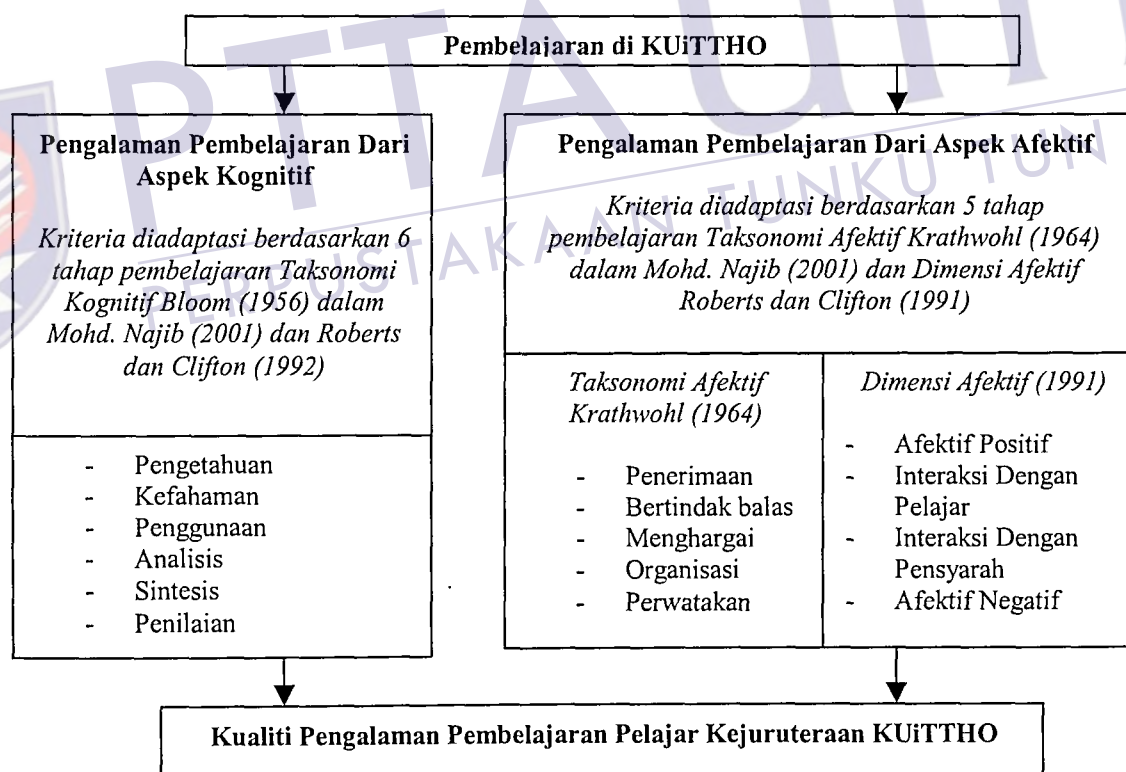 Pembelajaran di KUiTTHO
Pengalaman Pembelajaran Dari
Aspek Kognitif
Kriteria diadaptasi berdasarkan 6
tahap pembelajaran Taksonomi
Kognitif Bloom (1956) dalam
Mohd. Najib (2001) dan Roberts
dan Clifton (1992)
- Pengetahuan
- Kefahaman
- Penggunaan
- Analisis
- Sintesis
- Penilaian
Pengalaman Pembelajaran Dari Aspek Afektif
Kriteria diadaptasi berdasarkan 5 tahap
pembelajaran Taksonomi Afektif Krathwohl (1964)
dalam Mohd. Najib (2001) dan Dimensi Afektif
Roberts dan Clifton (1991)
Taksonomi Afektif
Krathwohl (1964)
- Penerimaan
- Bertindak balas
- Menghargai
- Organisasi
- Perwatakan
Dimensi Afektif (1991)
- Afektif Positif
- Interaksi Dengan
Pelajar
- Interaksi Dengan
Pensyarah
- Afektif Negatif
Kualiti Pengalaman Pembelajaran Pelajar Kejuruteraan KUiTTHO
PTTA
PERPUSTAKAAN TUNKU TUN